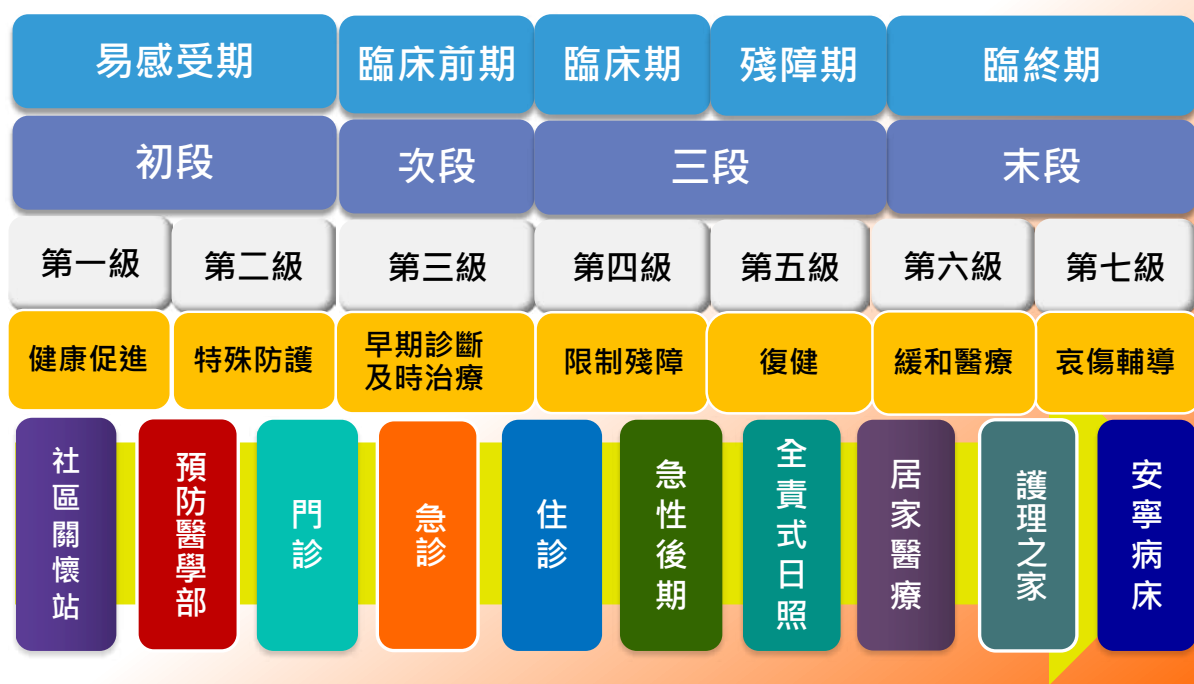 易感受期
臨床前期
臨床期
殘障期
臨終期
初段
次段
三段
末段
第一級
第二級
第三級
第四級
第五級
第六級
第七級
健康促進
特殊防護
早期診斷
及時治療
限制殘障
復健
緩和醫療
哀傷輔導
社區關懷站
預防醫學部
門診
急診
住診
急性後期
全責式日照
居家醫療
護理之家
安寧病床